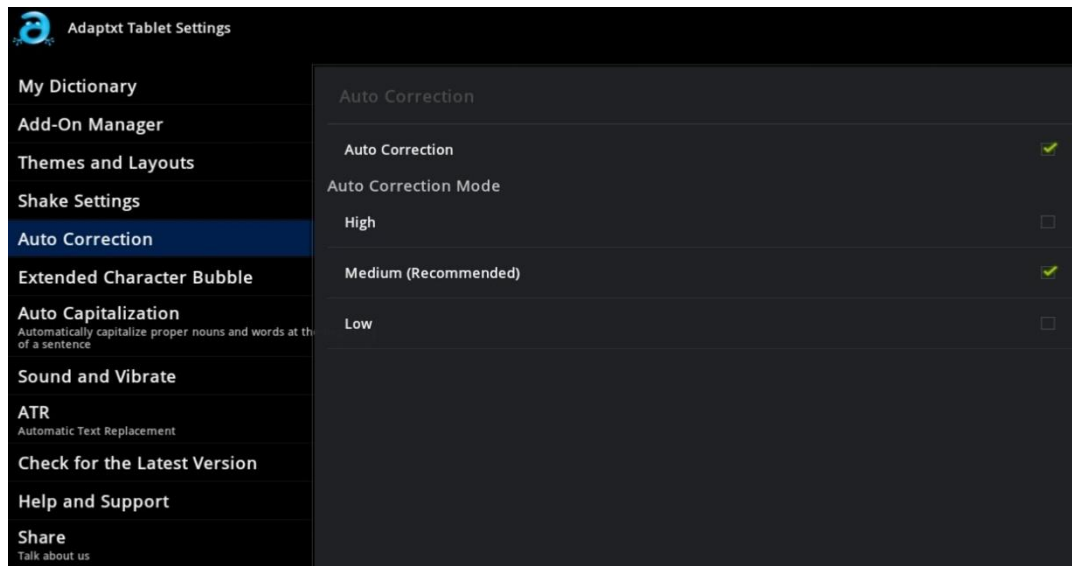 Adaptxt Tablet Settings
My Dictionary
Add-On Manager
Themes and Layouts
Shake Settings
Auto Correction
Extended Character Bubble
Auto Capitalization
Automatically capitalize proper nouns and words at th
of a sentence
Sound and Vibrate
ATR
Automatic Text Replacement
Check for the Latest Version
Help and Support
Share
Talk about us
Auto Correction
Auto Correction
Auto Correction Mode
High
Medium (Recommended)
Low